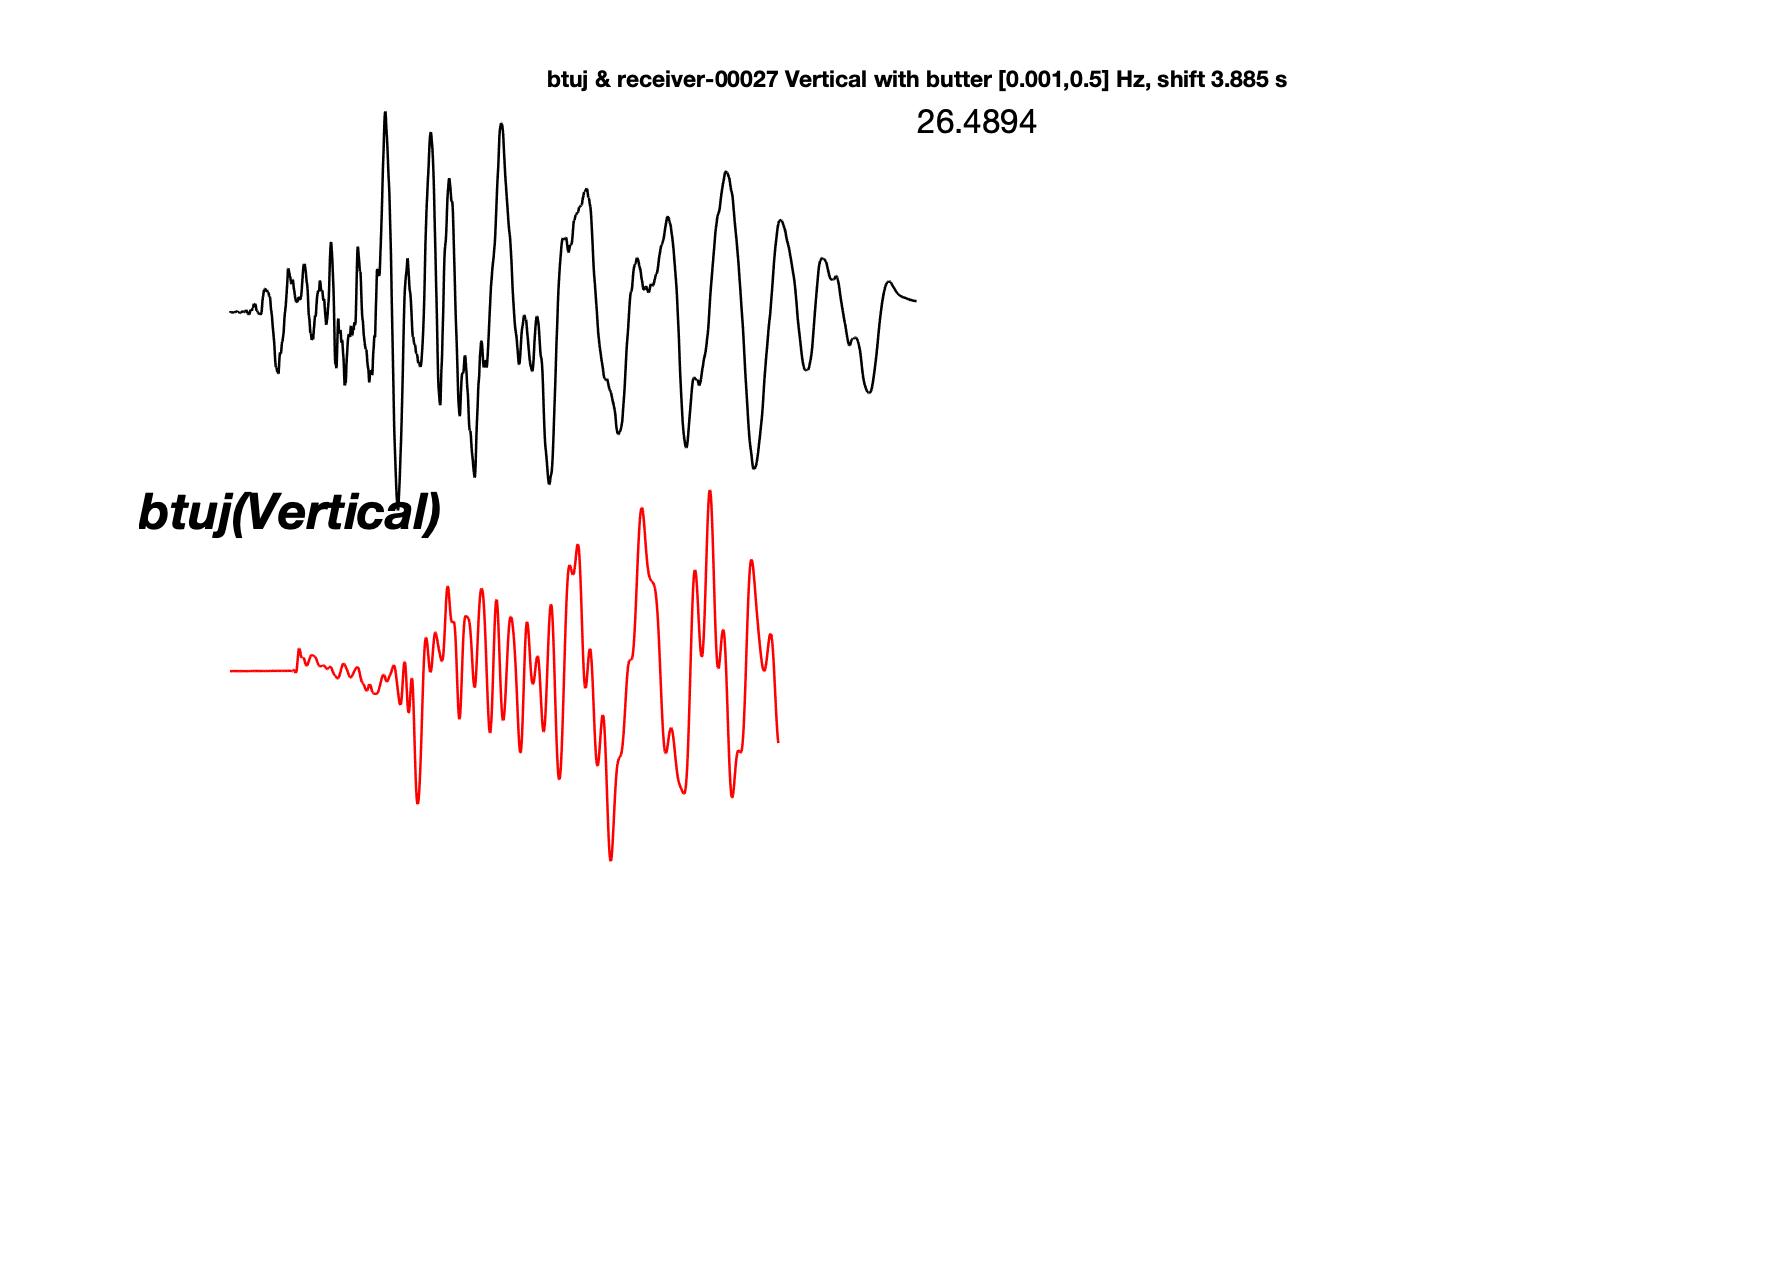 btuj & receiver-00027 Vertical with butter [0.001,0.5] Hz, shift 3.885 s
26.4894
btuj(Vertical)